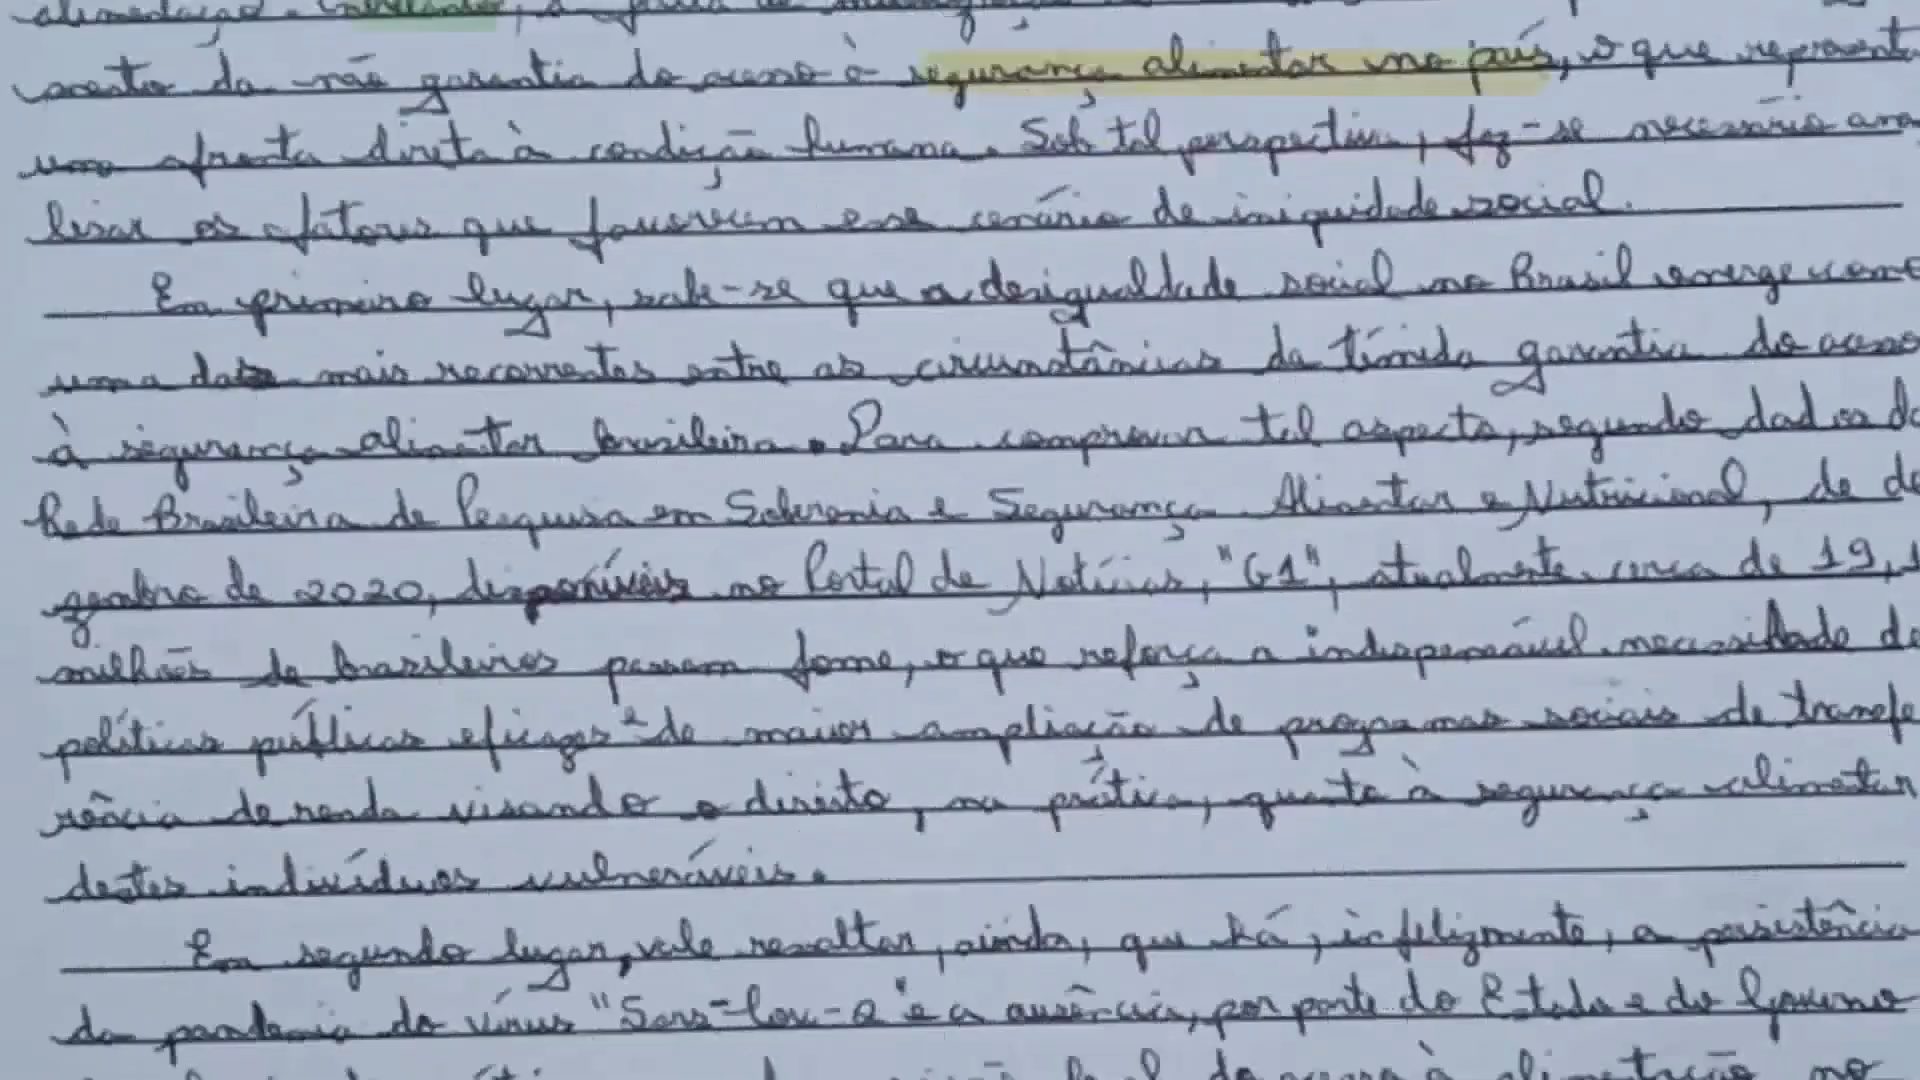 alimentação
da não garantia do acesso à segurança alimentar no país, o que represent
uma afronta direta à condição humana. Sob tal perspectiva, faz-se necessário ana
lisar os fatores que favorecem esse cenário de iniquidade social.
Em primeiro lugar, sabe-se que a desigualdade social no Brasil emerge como
uma das mais recorrentes entre as circunstâncias da tímida garantia do acesso
à segurança alimentar brasileira. Para comprovar tal aspecto, segundo dados da
Rede Brasileira de Pesquisa em Soberania e Segurança Alimentar e Nutricional, de de
zembro de 2020, disponíveis no Portal de Notícias, "G1", atualmente cerca de 19,1
milhões de brasileiros passam fome, o que reforça a indispensável necessidade de
políticas públicas eficazes e de maior ampliação de programas sociais de transfe
rência de renda visando o direito, na prática, quanto à segurança alimentar
destes indivíduos vulneráveis.
Em segundo lugar, vale ressaltar, ainda, que há, infelizmente, a persistência
da pandemia do vírus "Sars-Cov-2" e a ausência, por parte do Estado e do Governo
do acesso à alimentação no